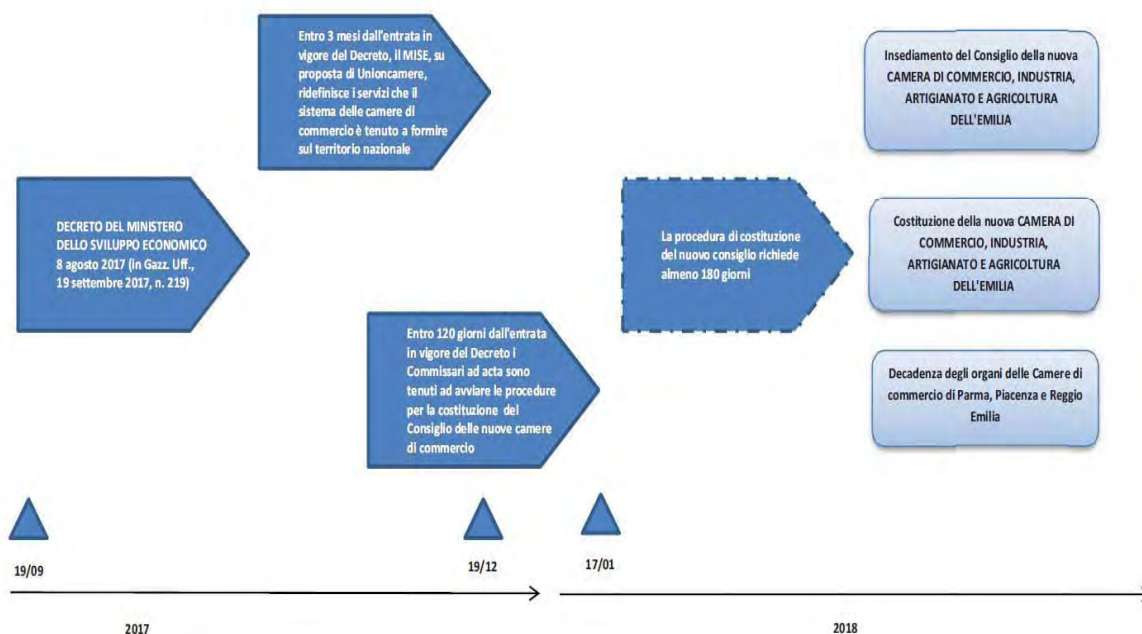 Entro 3 mesi dall'entrata in
vigore del Decreto, il MISE, su
proposta di Unioncamere,
ridefinisce i servizi che il
sistema delle camere di
commercio è tenuto a fornire
sul territorio nazionale
DECRETO DEL MINISTERO
DELLO SVILUPPO ECONOMICO
8 agosto 2017 (in Gazz. Uff.,
19 settembre 2017, n. 219)
Entro 120 giorni dall'entrata
in vigore del Decreto i
Commissari ad acta sono
tenuti ad avviare le procedure
per la costituzione del
Consiglio delle nuove camere
di commercio
La procedura di costituzione
del nuovo consiglio richiede
almeno 180 giorni
Insediamento del Consiglio della nuova
CAMERA DI COMMERCIO, INDUSTRIA,
ARTIGIANATO E AGRICOLTURA
DELL'EMILIA
Costituzione della nuova CAMERA DI
COMMERCIO, INDUSTRIA,
ARTIGIANATO E AGRICOLTURA
DELL'EMILIA
Decadenza degli organi delle Camere di
commercio di Parma, Piacenza e Reggio
Emilia
19/09
19/12
17/01
2017
2018